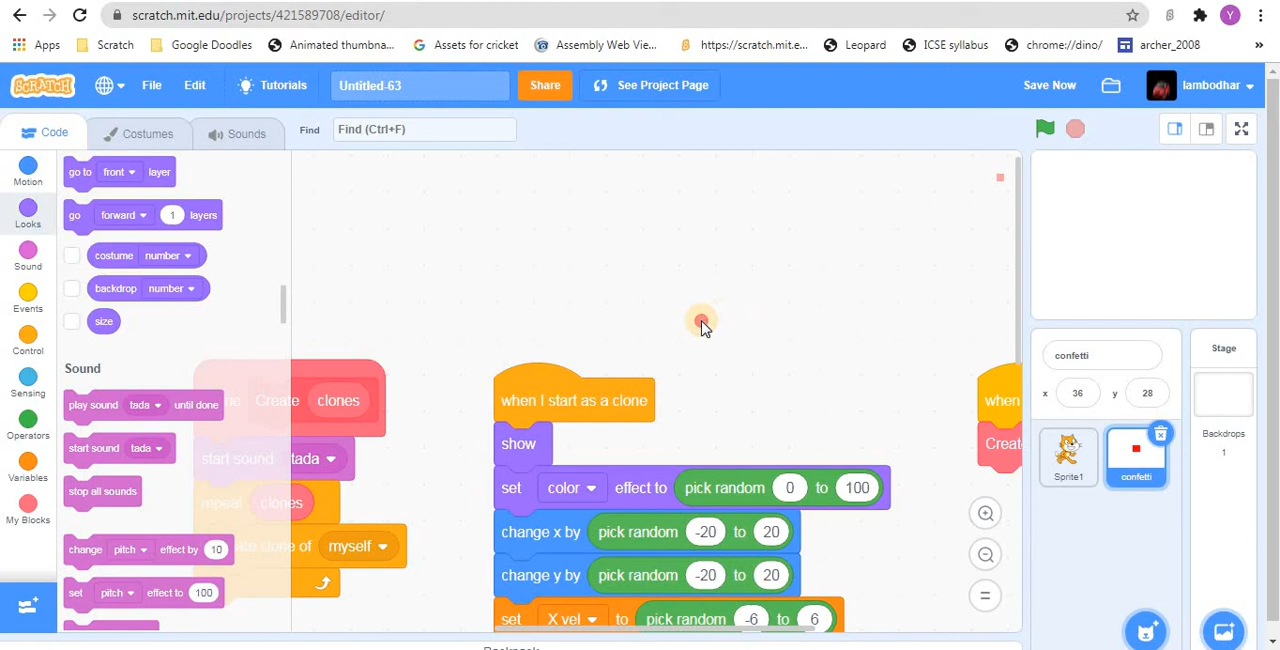 scratch.mit.edu/projects/421589708/editor/
Y
Apps Scratch Google Doodles Animated thumbna... Assets for cricket Assembly Web Vie... https://scratch.mit.e... Leopard ICSE syllabus chrome://dino/ archer_2008 »
SCRATCH File Edit Tutorials Untitled-63 Share See Project Page Save Now lambodhar
Code Costumes Sounds Find Find (Ctrl+F)
Motion
Looks
Sound
Events
Control
Sensing
Operators
Variables
My Blocks
go to front layer
go forward 1 layers
costume number
backdrop number
size
Sound
play sound tada until done
start sound tada
stop all sounds
change pitch effect by 10
set pitch effect to 100
Create clones
start sound tada
repeat clones
clone of myself
when I start as a clone
show
set color effect to pick random 0 to 100
change x by pick random -20 to 20
change y by pick random -20 to 20
set X vel to pick random -6 to 6
when
confetti
x 36 y 28
Sprite1
confetti
Stage
Backdrops
1